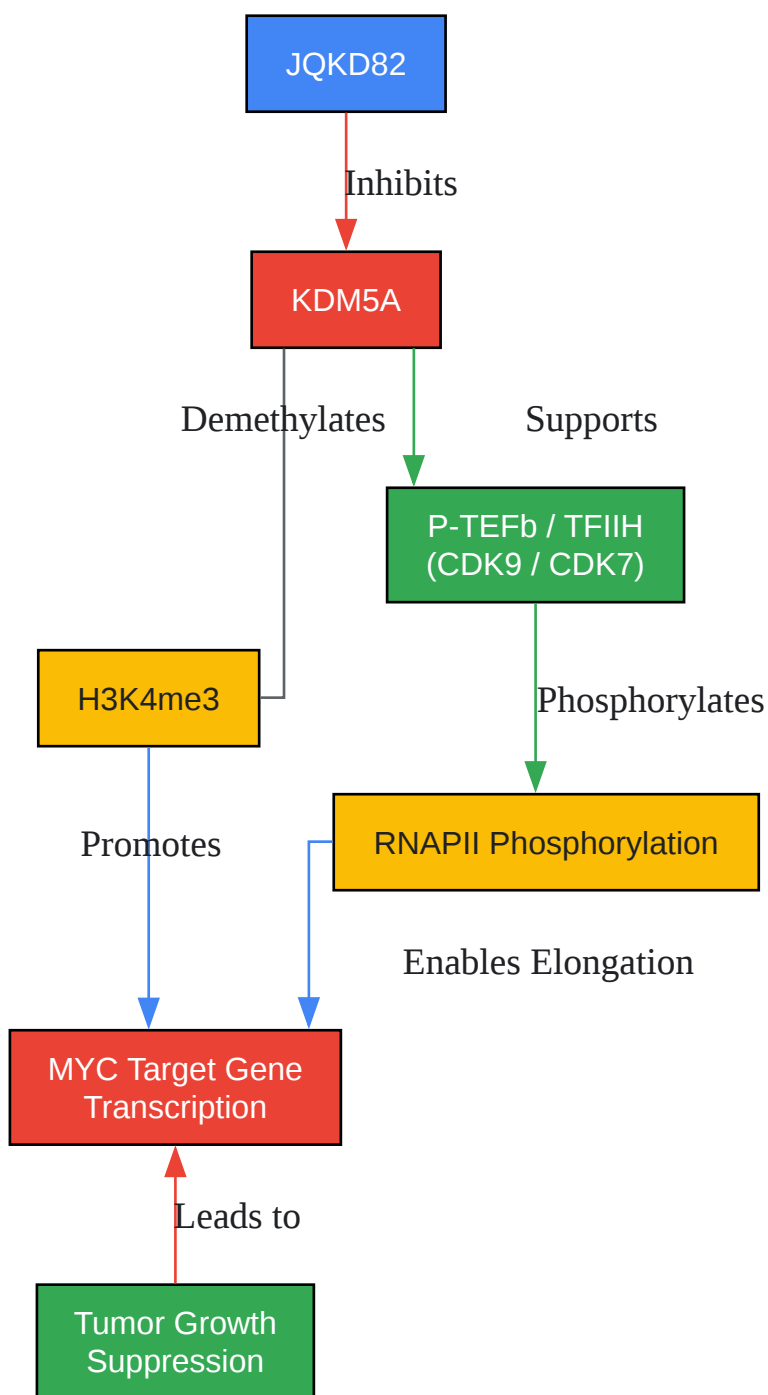 JQKD82
Inhibits
KDM5A
Demethylates
Supports
P-TEFb / TFIIH
(CDK9 / CDK7)
H3K4me3
Phosphorylates
Promotes
RNAPII Phosphorylation
Enables Elongation
MYC Target Gene
Transcription
Leads to
Tumor Growth
Suppression